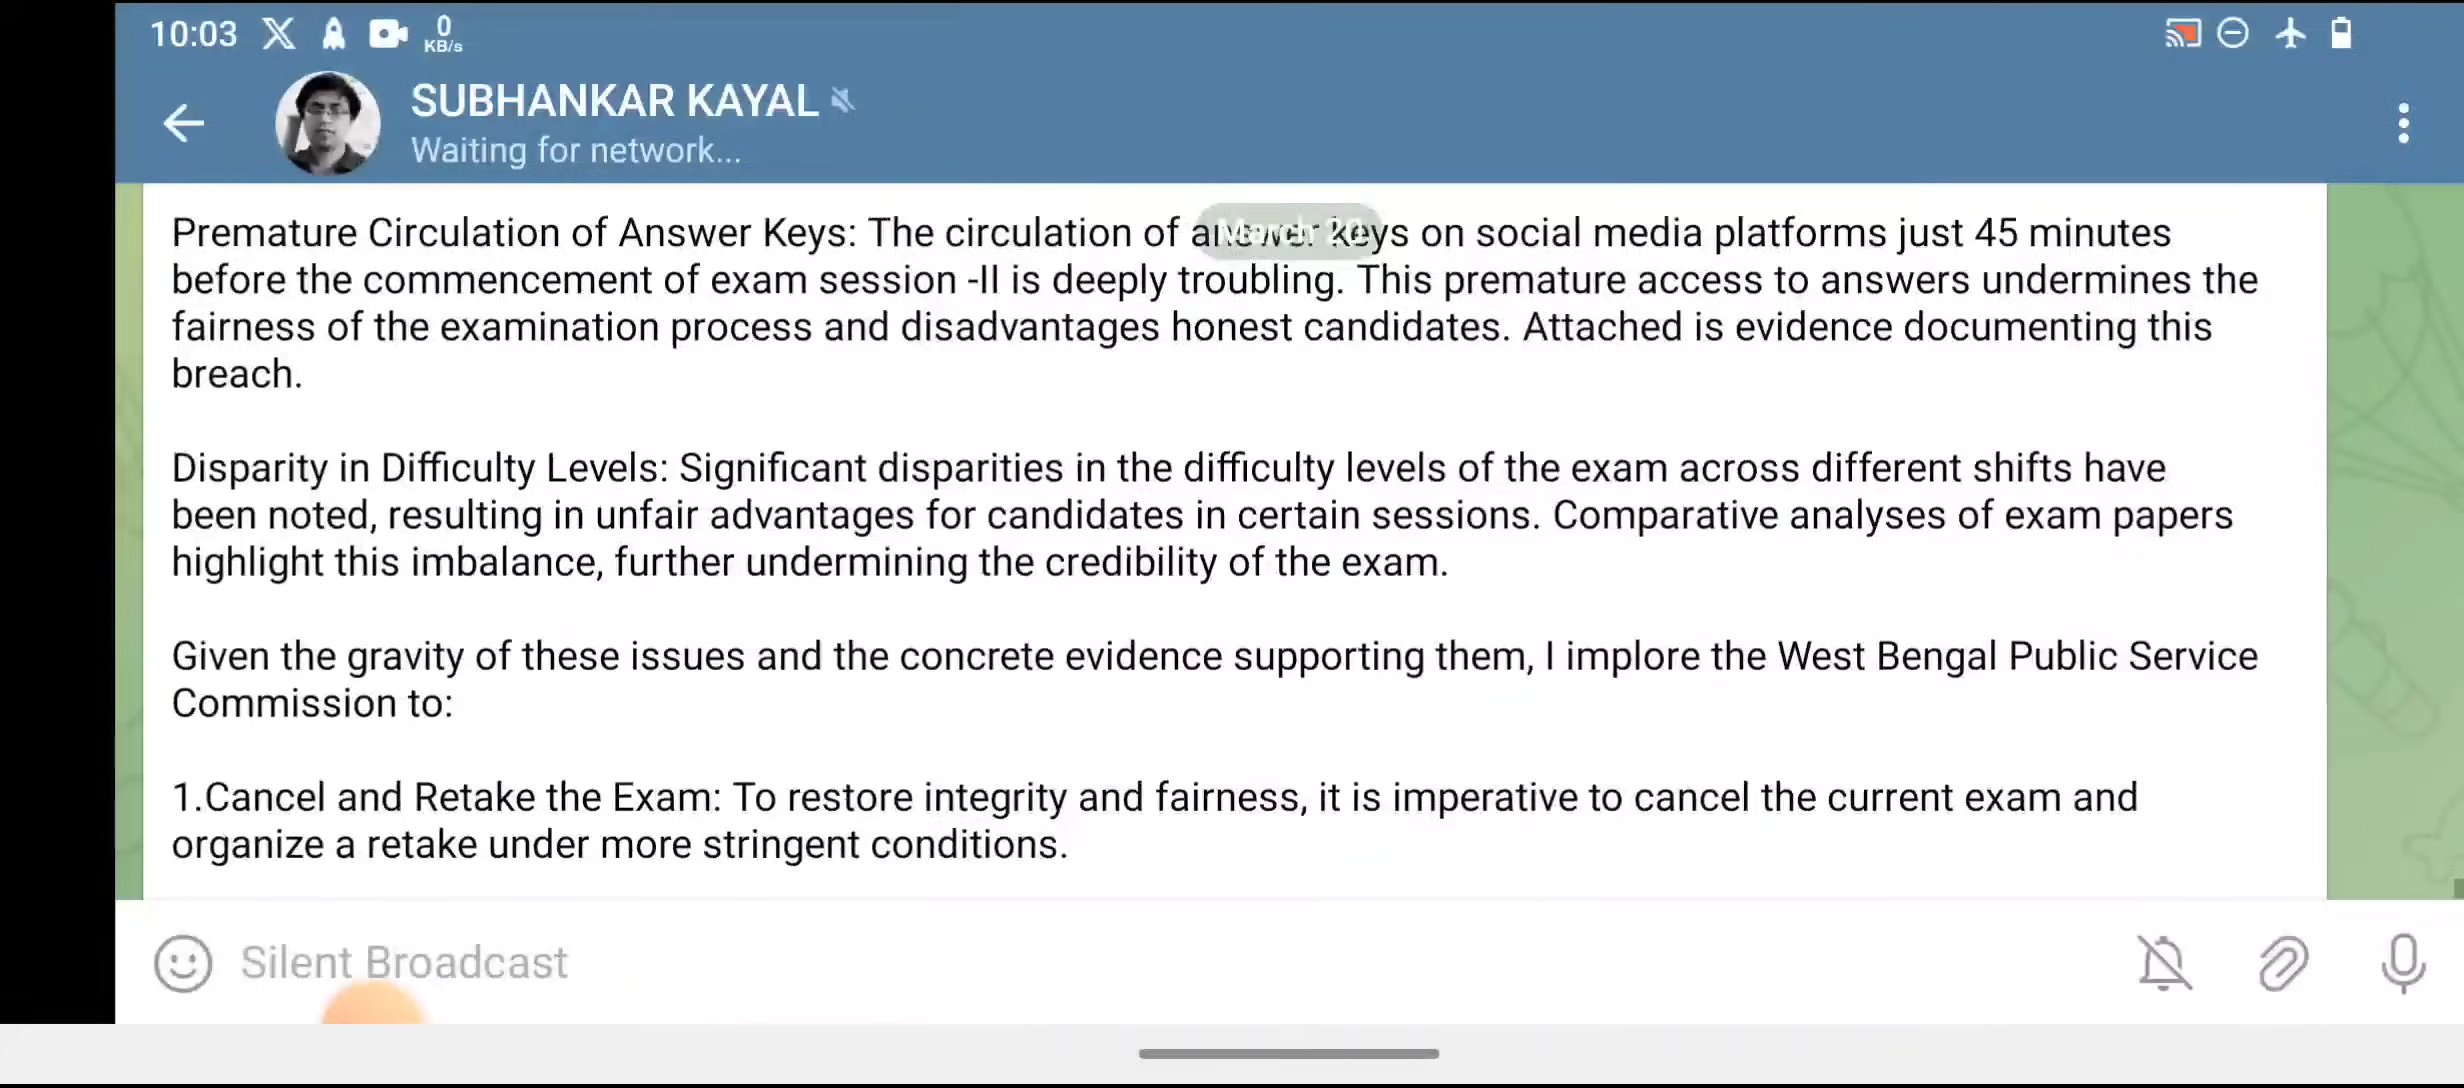 10:03 0 KB/s
SUBHANKAR KAYAL
Waiting for network...
March 20
Premature Circulation of Answer Keys: The circulation of answer keys on social media platforms just 45 minutes
before the commencement of exam session -II is deeply troubling. This premature access to answers undermines the
fairness of the examination process and disadvantages honest candidates. Attached is evidence documenting this
breach.
Disparity in Difficulty Levels: Significant disparities in the difficulty levels of the exam across different shifts have
been noted, resulting in unfair advantages for candidates in certain sessions. Comparative analyses of exam papers
highlight this imbalance, further undermining the credibility of the exam.
Given the gravity of these issues and the concrete evidence supporting them, I implore the West Bengal Public Service
Commission to:
1.Cancel and Retake the Exam: To restore integrity and fairness, it is imperative to cancel the current exam and
organize a retake under more stringent conditions.
Silent Broadcast